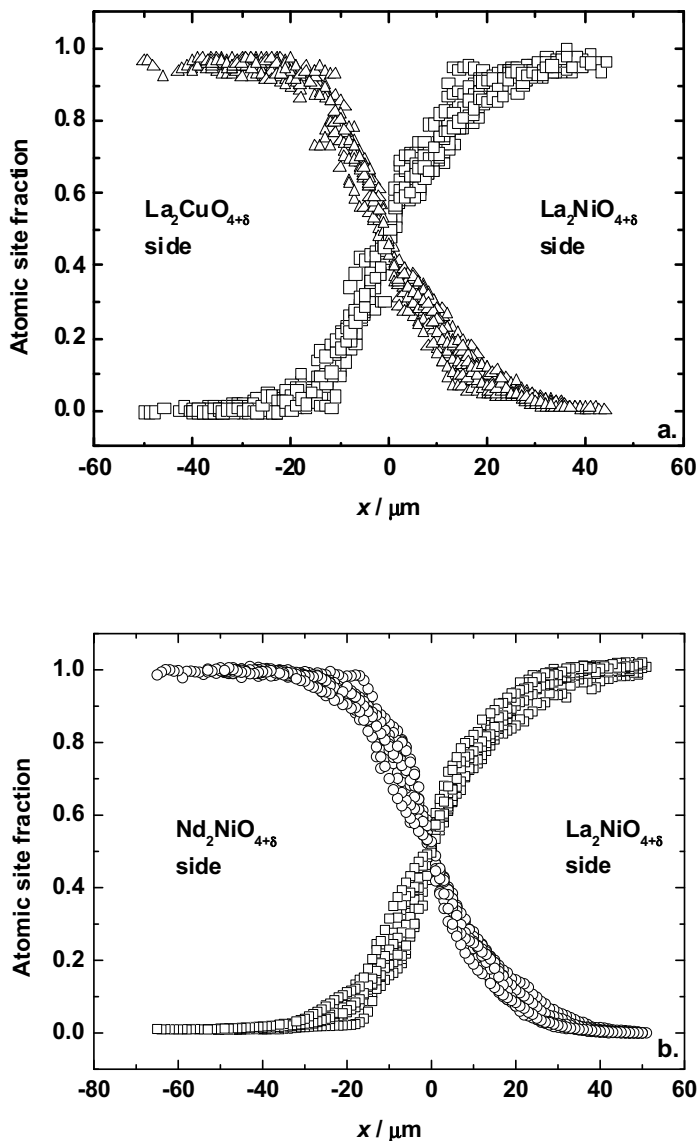 1.0
0.8
0.6
0.4
0.2
0.0
Atomic site fraction
La₂CuO₄₊δ
side
La₂NiO₄₊δ
side
a.
-60 -40 -20 0 20 40 60
x / μm
1.0
0.8
0.6
0.4
0.2
0.0
Atomic site fraction
Nd₂NiO₄₊δ
side
La₂NiO₄₊δ
side
b.
-80 -60 -40 -20 0 20 40 60
x / μm